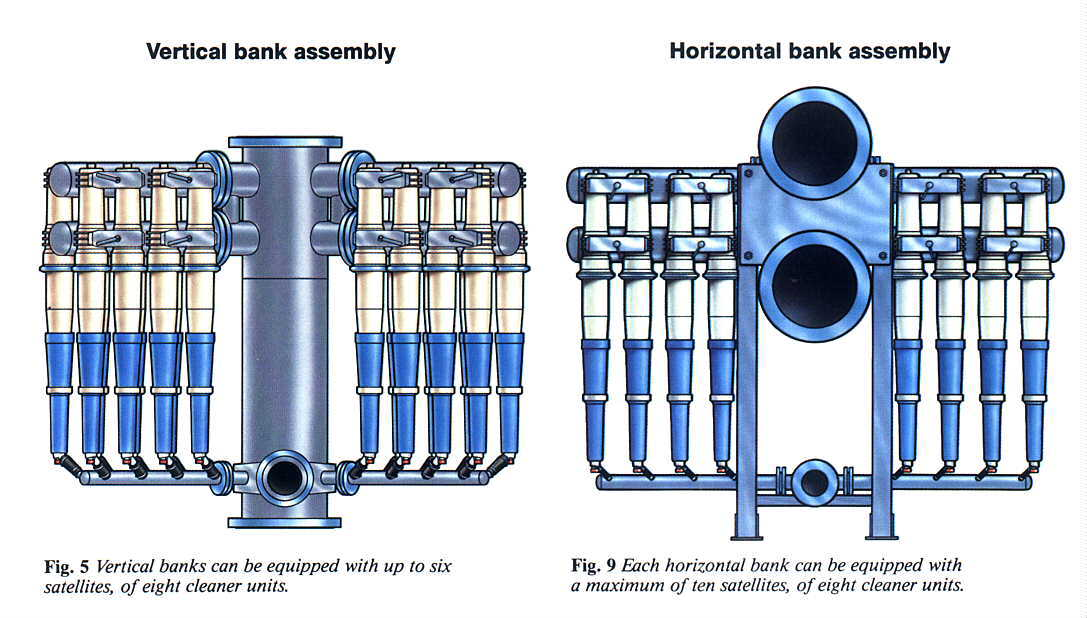 Vertical bank assembly
Horizontal bank assembly
Fig. 5 Vertical banks can be equipped with up to six
satellites, of eight cleaner units.
Fig. 9 Each horizontal bank can be equipped with
a maximum of ten satellites, of eight cleaner units.